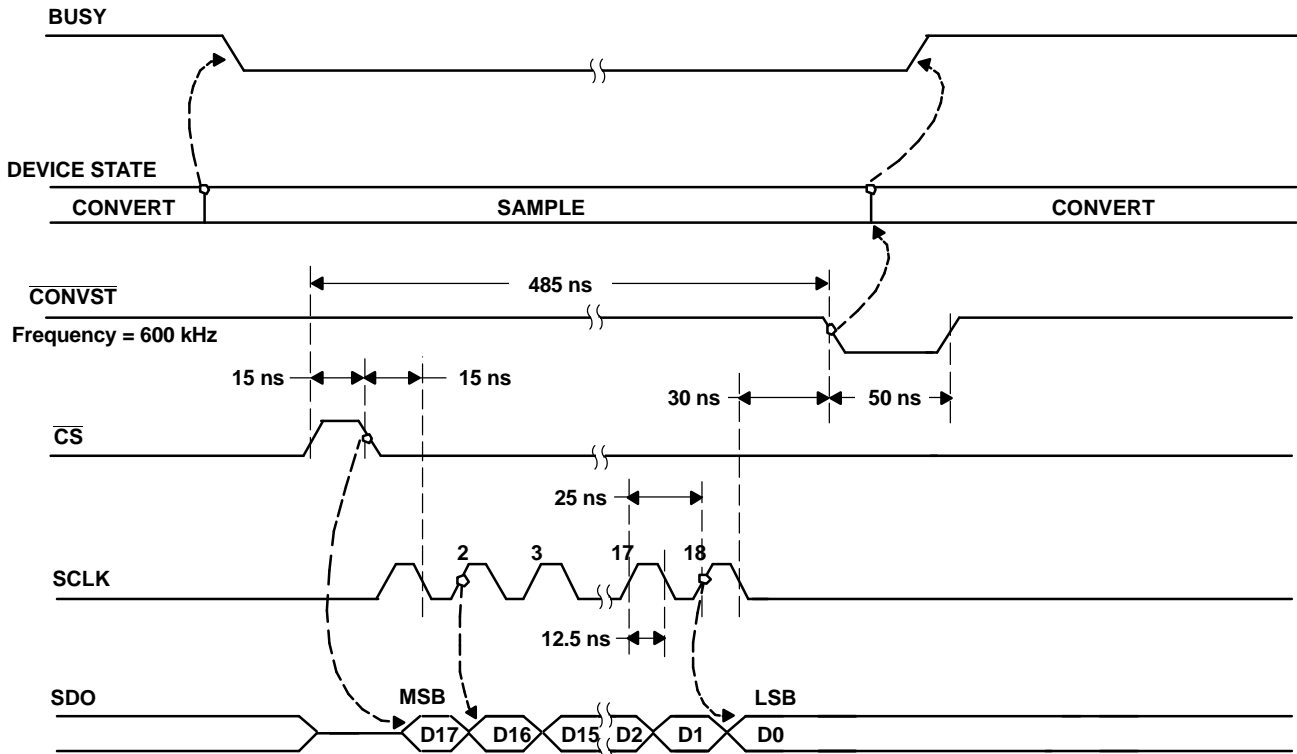 BUSY
DEVICE STATE
CONVERT SAMPLE CONVERT
485 ns
CONVST
Frequency = 600 kHz
15 ns 15 ns
30 ns 50 ns
CS
25 ns
2 3 17 18
SCLK
12.5 ns
SDO MSB LSB
D17 D16 D15 D2 D1 D0